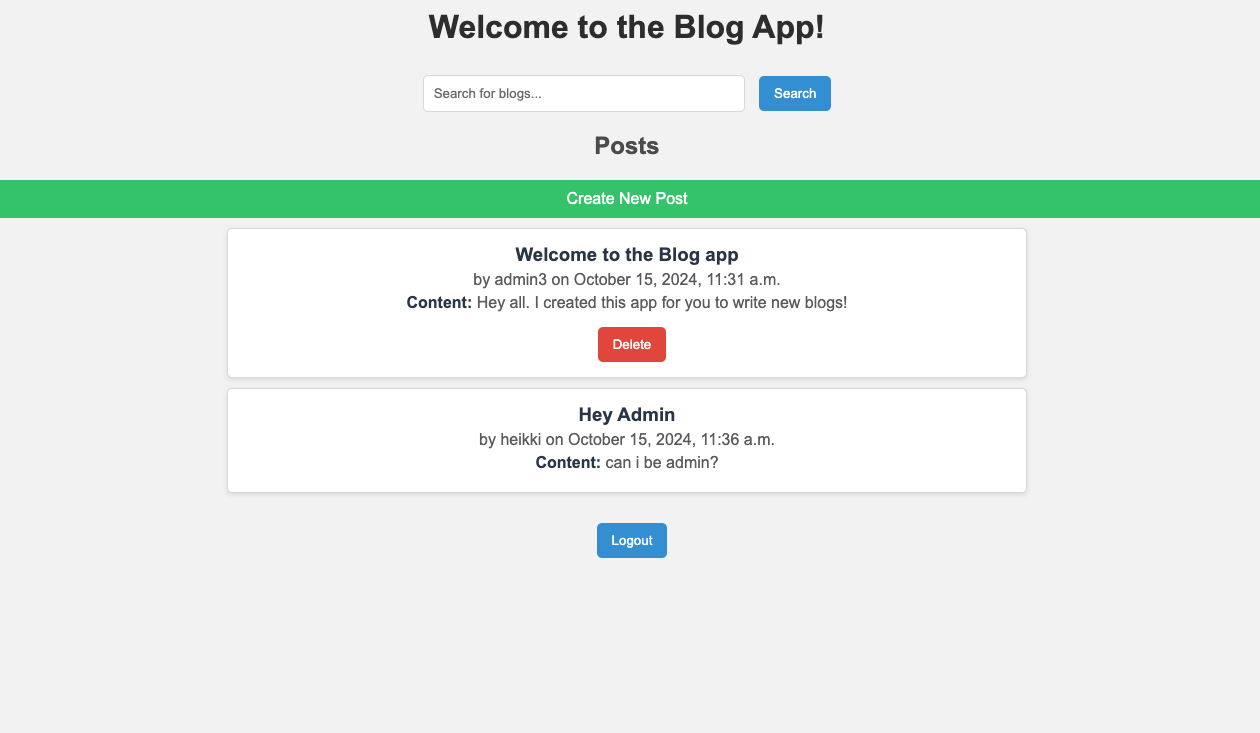 Welcome to the Blog App!
Search for blogs...
Search
Posts
Create New Post
Welcome to the Blog app
by admin3 on October 15, 2024, 11:31 a.m.
Content: Hey all. I created this app for you to write new blogs!
Delete
Hey Admin
by heikki on October 15, 2024, 11:36 a.m.
Content: can i be admin?
Logout